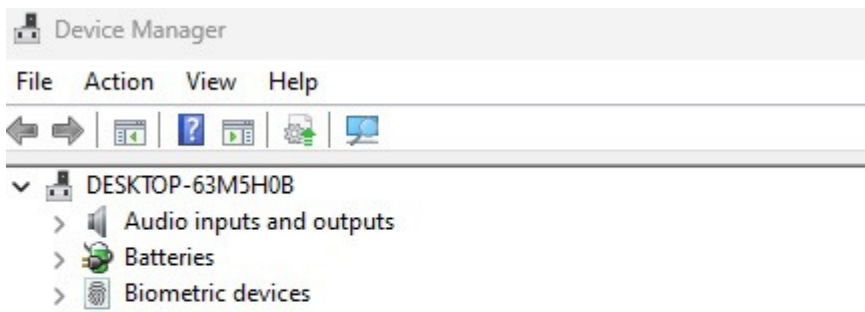 Device Manager
File Action View Help
DESKTOP-63M5H0B
Audio inputs and outputs
Batteries
Biometric devices